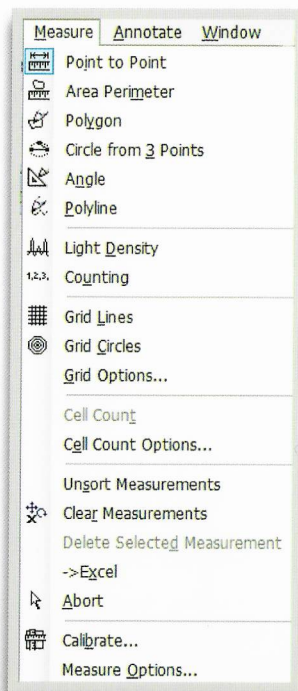 Measure Annotate Window
Point to Point
Area Perimeter
Polygon
Circle from 3 Points
Angle
Polyline
Light Density
1,2,3, Counting
Grid Lines
Grid Circles
Grid Options...
Cell Count
Cell Count Options...
Unsort Measurements
Clear Measurements
Delete Selected Measurement
->Excel
Abort
Calibrate...
Measure Options...